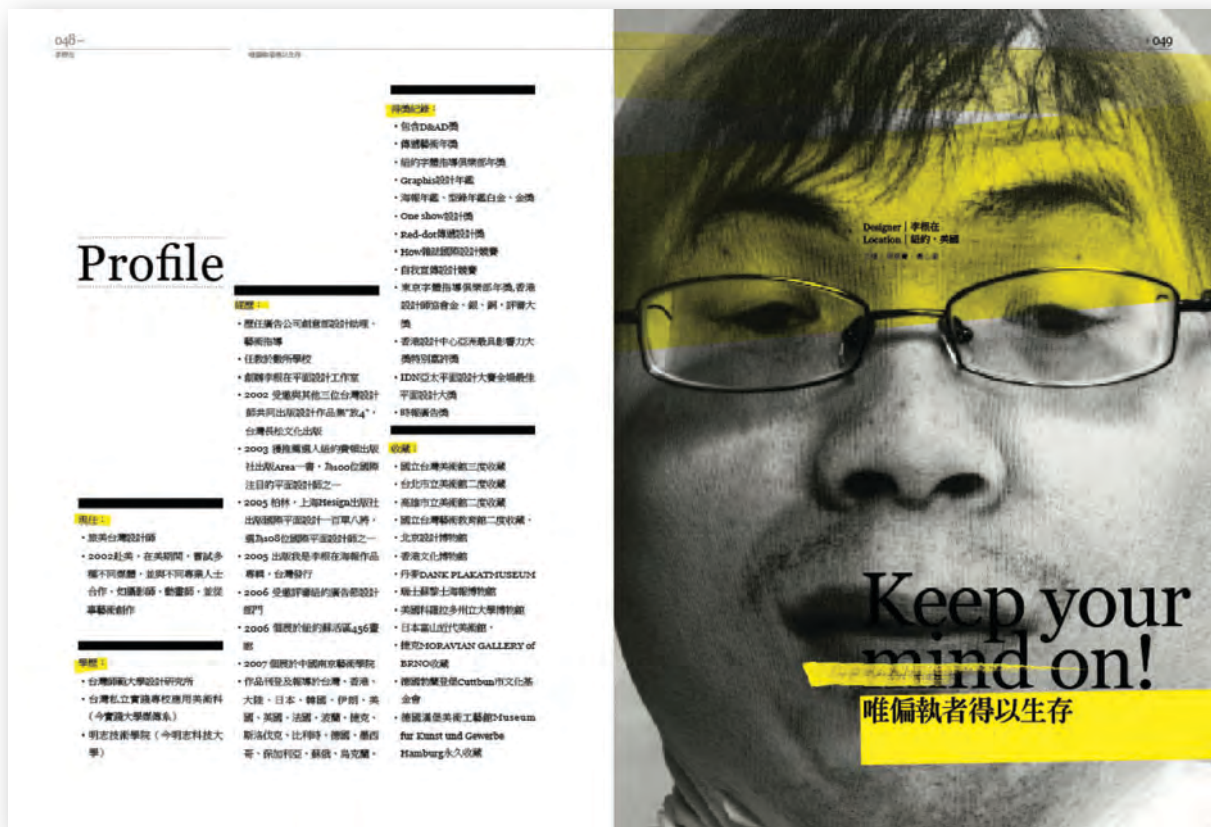 048
049
唯偏執者得以生存
Profile
現任：
・旅美台灣設計師
・2002赴美，在美期間，嘗試多
種不同媒體，並與不同專業人士
合作，如攝影師，動畫師，並從
事藝術創作
學歷：
・台灣師範大學設計研究所
・台灣私立實踐專校應用美術科
（今實踐大學媒傳系）
・明志技術學院（今明志科技大
學）
經歷：
・歷任廣告公司創意部設計助理，
藝術指導
・任教於數所學校
・創辦李根在平面設計工作室
・2002 受邀與其他三位台灣設計
師共同出版設計作品集"放4"，
台灣長松文化出版
・2003 獲推薦選入紐約費頓出版
社出版Area一書，為100位國際
注目的平面設計師之一
・2005 柏林，上海Hesign出版社
出版國際平面設計一百單八將，
選為108位國際平面設計師之一
・2005 出版我是李根在海報作品
專輯，台灣發行
・2006 受邀評審紐約廣告節設計
部門
・2006 個展於紐約蘇活區456畫
廊
・2007 個展於中國南京藝術學院
・作品刊登及報導於台灣、香港、
大陸、日本、韓國、伊朗、美
國、英國、法國、波蘭、捷克、
斯洛伐克、比利時、德國、墨西
哥、保加利亞、蘇俄、烏克蘭。
得獎紀錄：
・包含D&AD獎
・傳遞藝術年獎
・紐約字體指導俱樂部年獎
・Graphis設計年鑑
・海報年鑑、型錄年鑑白金、金獎
・One show設計獎
・Red-dot傳遞設計獎
・How雜誌國際設計競賽
・自我宣傳設計競賽
・東京字體指導俱樂部年獎,香港
設計師協會金、銀、銅，評審大
獎
・香港設計中心亞洲最具影響力大
獎特別嘉許獎
・IDN亞太平面設計大賽全場最佳
平面設計大獎
・時報廣告獎
收藏：
・國立台灣美術館三度收藏
・台北市立美術館二度收藏
・高雄市立美術館二度收藏
・國立台灣藝術教育館二度收藏，
・北京設計博物館
・香港文化博物館
・丹麥DANK PLAKATMUSEUM
・瑞士蘇黎士海報博物館
・美國科羅拉多州立大學博物館
・日本富山近代美術館，
・捷克MORAVIAN GALLERY of
BRNO收藏
・德國勃蘭登堡Cuttbun市文化基
金會
・德國漢堡美術工藝館Museum
fur Kunst und Gewerbe
Hamburg永久收藏
Designer｜李根在
Location｜紐約，美國
Keep your
mind on!
唯偏執者得以生存